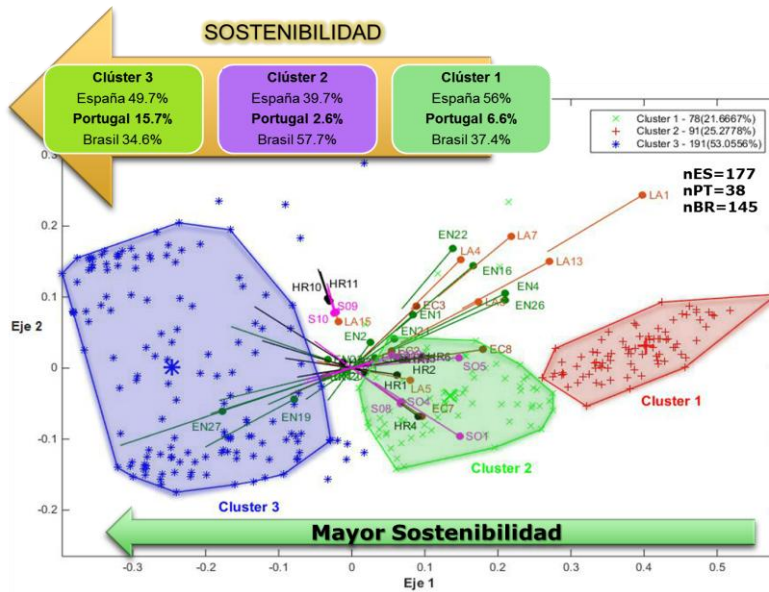 SOSTENIBILIDAD
Clúster 3
España 49.7%
Portugal 15.7%
Brasil 34.6%
Clúster 2
España 39.7%
Portugal 2.6%
Brasil 57.7%
Clúster 1
España 56%
Portugal 6.6%
Brasil 37.4%
Cluster 1 - 78(21.6667%)
Cluster 2 - 91(25.2778%)
Cluster 3 - 191(53.0556%)
nES=177
nPT=38
nBR=145
0.3
0.2
0.1
0
-0.1
-0.2
Eje 2
LA1
LA7
EN22
LA4
EN16
LA13
EN4
EN26
EC3
EN1
HR10
HR11
S09
S10
LA15
EN2
EN21
EC8
SO5
HR2
HR1
LA5
SO4
S08
EC7
HR4
SO1
EN19
EN27
Cluster 1
Cluster 2
Cluster 3
Mayor Sostenibilidad
-0.3
-0.2
-0.1
0
0.1
0.2
0.3
0.4
0.5
Eje 1